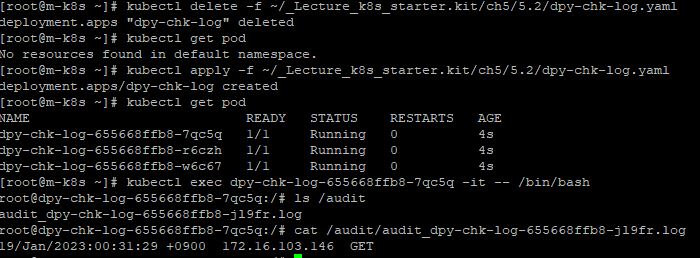 [root@m-k8s ~]# kubectl delete -f ~/_Lecture_k8s_starter.kit/ch5/5.2/dpy-chk-log.yaml
deployment.apps "dpy-chk-log" deleted
[root@m-k8s ~]# kubectl get pod
No resources found in default namespace.
[root@m-k8s ~]# kubectl apply -f ~/_Lecture_k8s_starter.kit/ch5/5.2/dpy-chk-log.yaml
deployment.apps/dpy-chk-log created
[root@m-k8s ~]# kubectl get pod
NAME READY STATUS RESTARTS AGE
dpy-chk-log-655668ffb8-7qc5q 1/1 Running 0 4s
dpy-chk-log-655668ffb8-r6czh 1/1 Running 0 4s
dpy-chk-log-655668ffb8-w6c67 1/1 Running 0 4s
[root@m-k8s ~]# kubectl exec dpy-chk-log-655668ffb8-7qc5q -it -- /bin/bash
root@dpy-chk-log-655668ffb8-7qc5q:/# ls /audit
audit_dpy-chk-log-655668ffb8-jl9fr.log
root@dpy-chk-log-655668ffb8-7qc5q:/# cat /audit/audit_dpy-chk-log-655668ffb8-jl9fr.log
19/Jan/2023:00:31:29 +0900 172.16.103.146 GET